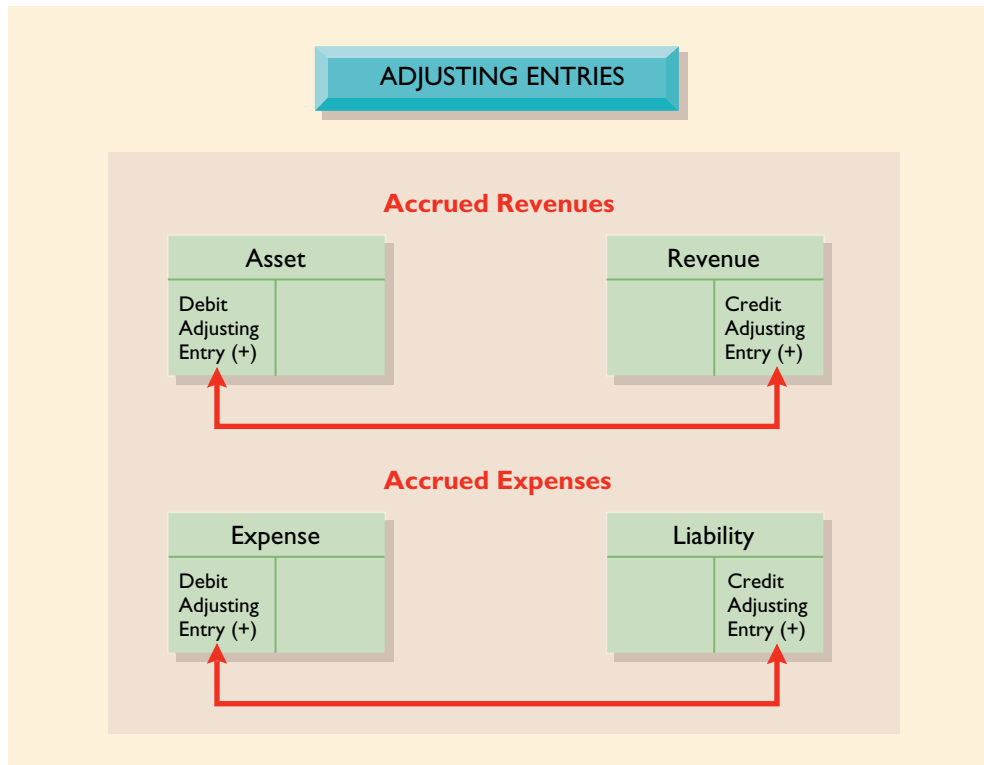 ADJUSTING ENTRIES
Accrued Revenues
Asset
Debit
Adjusting
Entry (+)
Revenue
Credit
Adjusting
Entry (+)
Accrued Expenses
Expense
Debit
Adjusting
Entry (+)
Liability
Credit
Adjusting
Entry (+)